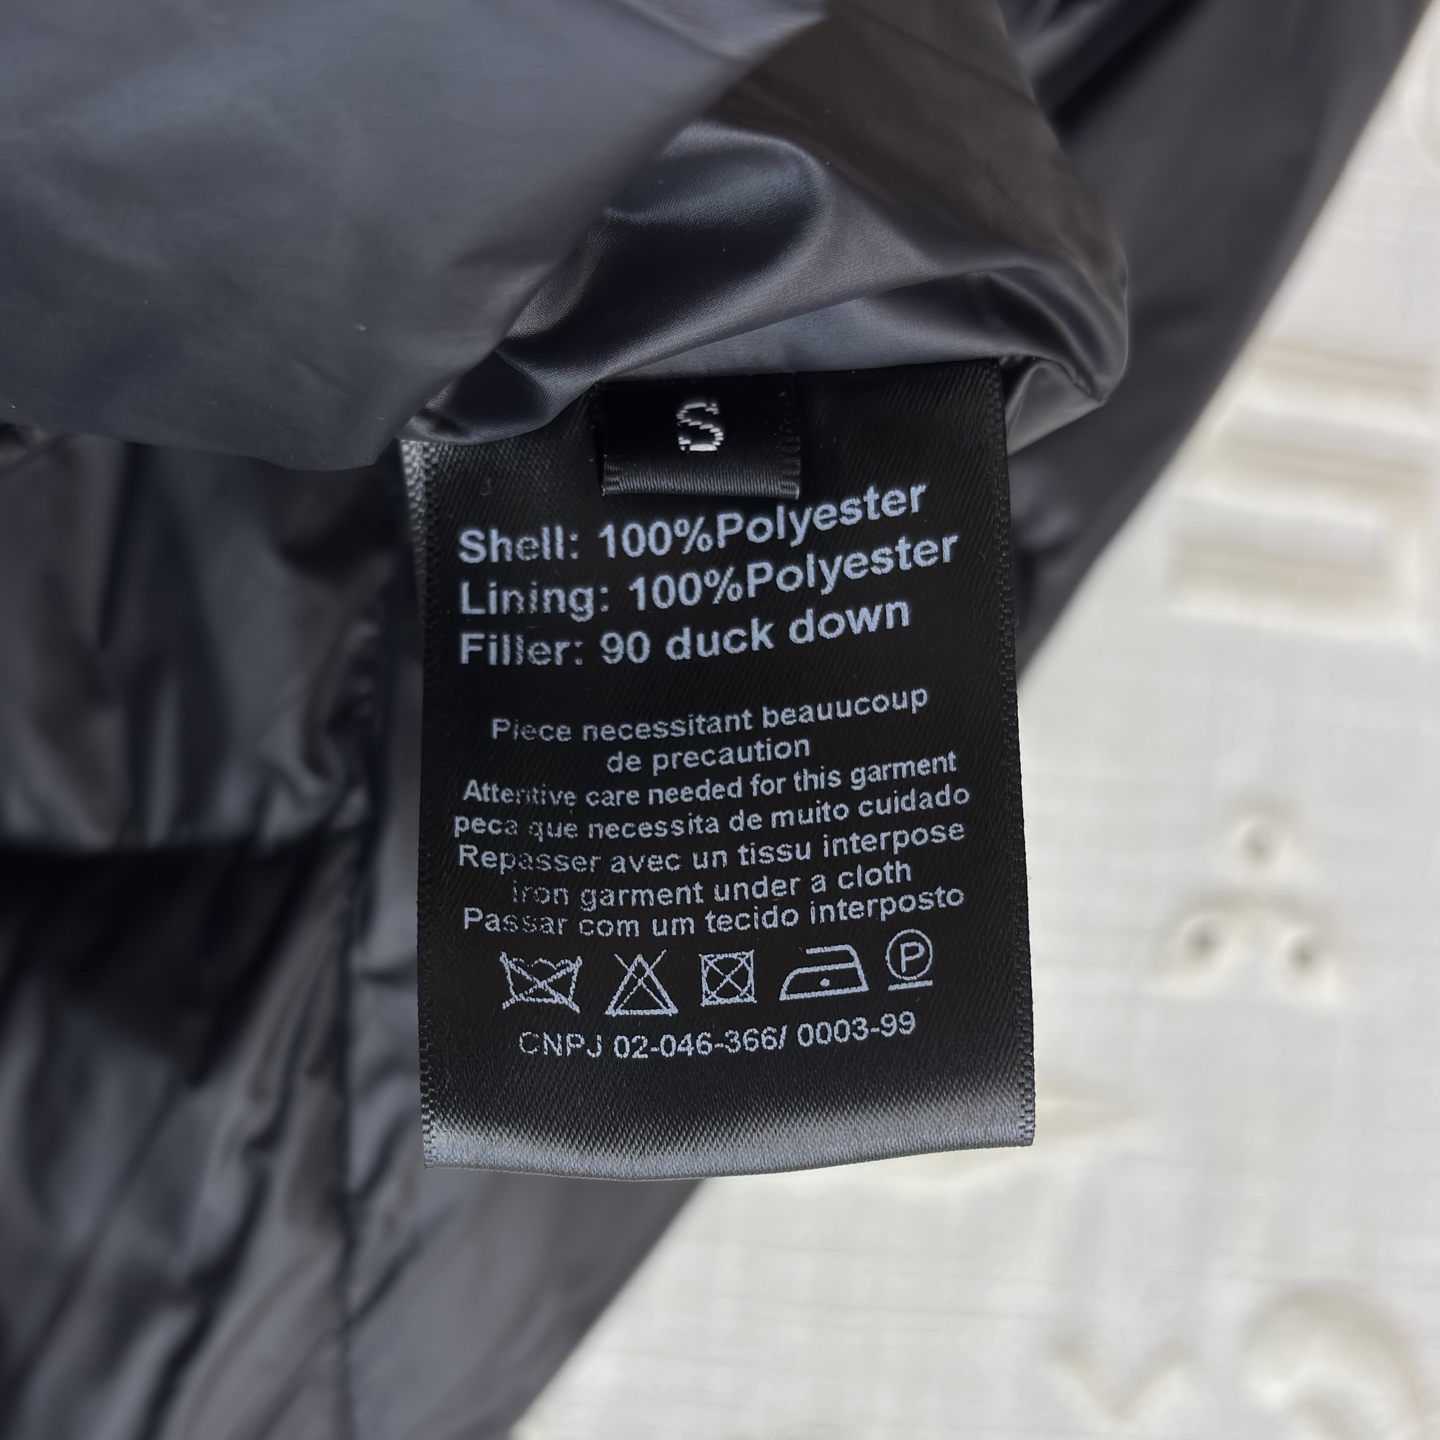 S
Shell: 100%Polyester
Lining: 100%Polyester
Filler: 90 duck down
Piece necessitant beauucoup
de precaution
Attentive care needed for this garment
peca que necessita de muito cuidado
Repasser avec un tissu interpose
Iron garment under a cloth
Passar com um tecido interposto
P
CNPJ 02-046-366/ 0003-99